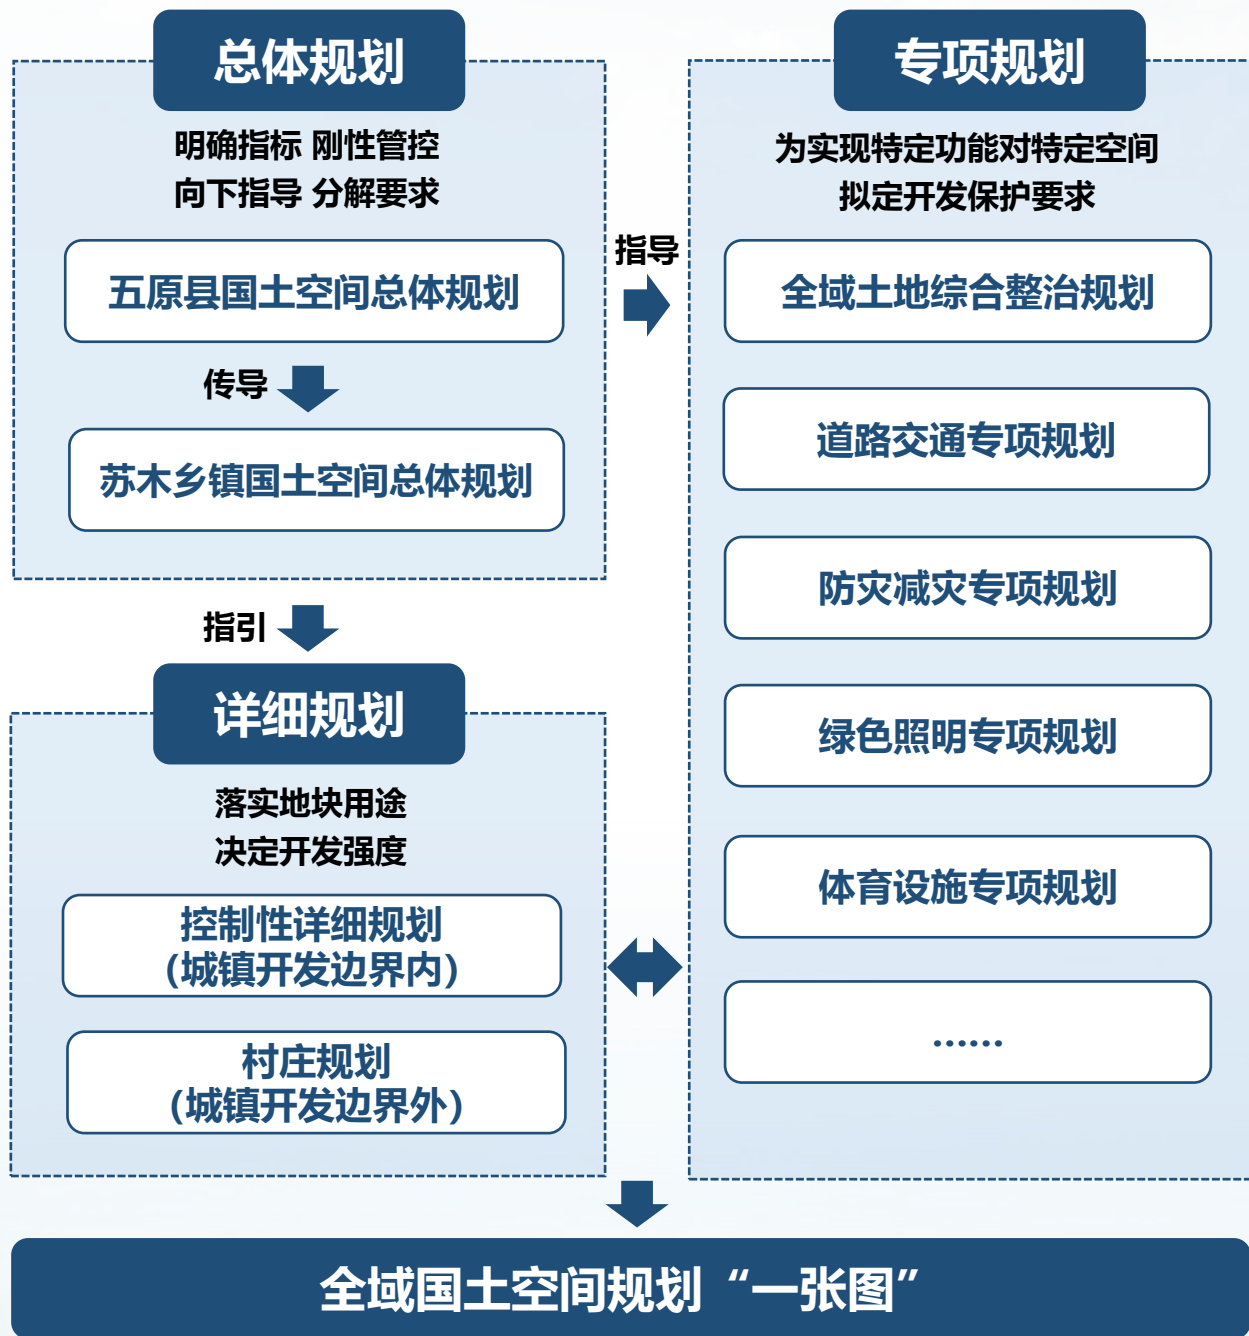 总体规划
明确指标 刚性管控
向下指导 分解要求
五原县国土空间总体规划
传导
苏木乡镇国土空间总体规划
指导
专项规划
为实现特定功能对特定空间
拟定开发保护要求
全域土地综合整治规划
道路交通专项规划
防灾减灾专项规划
绿色照明专项规划
体育设施专项规划
……
指引
详细规划
落实地块用途
决定开发强度
控制性详细规划
(城镇开发边界内)
村庄规划
(城镇开发边界外)
全域国土空间规划“一张图”